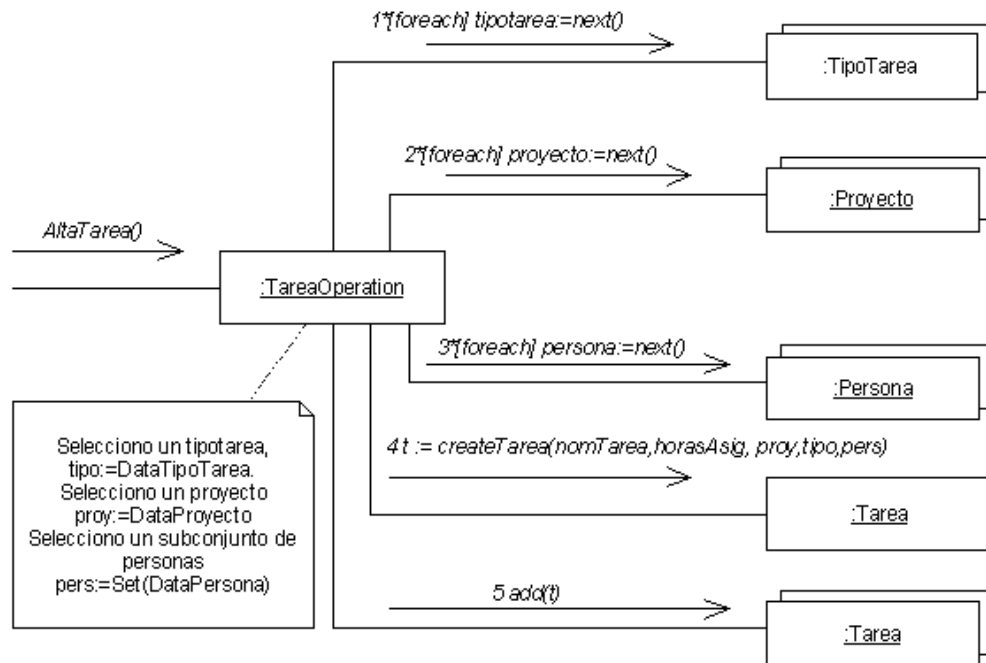 1*[foreach] tipotarea:=next()
:TipoTarea
2*[foreach] proyecto:=next()
:Proyecto
AltaTarea()
:TareaOperation
3*[foreach] persona:=next()
:Persona
Selecciono un tipotarea,
tipo:=DataTipoTarea.
Selecciono un proyecto
proy:=DataProyecto
Selecciono un subconjunto de
personas
pers:=Set(DataPersona)
4 t := createTarea(nomTarea,horasAsig, proy,tipo,pers)
:Tarea
5 add(t)
:Tarea